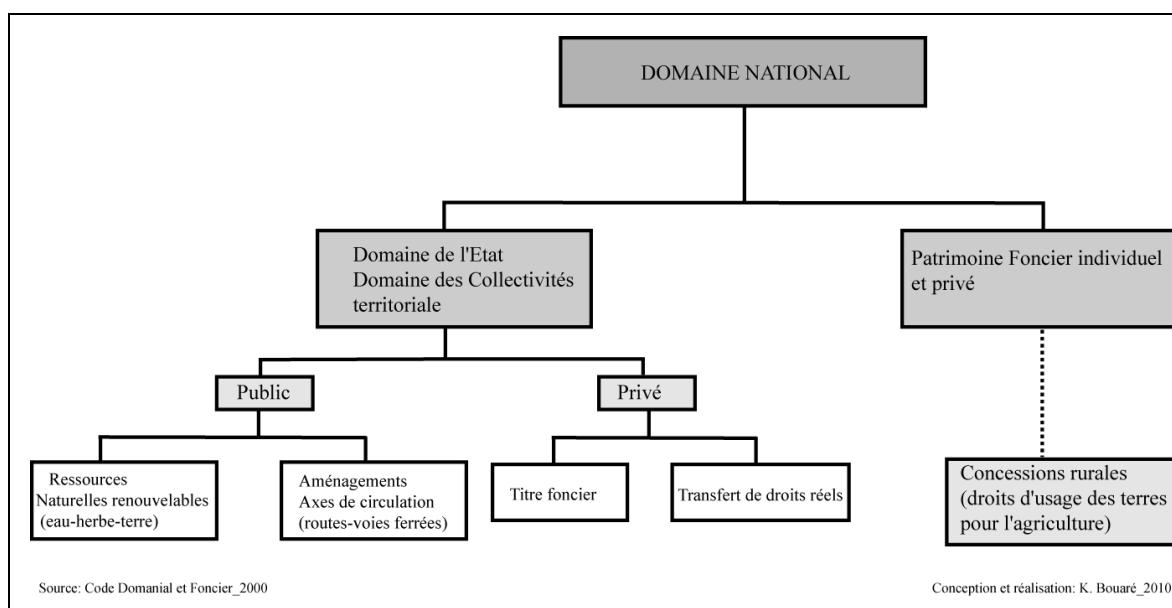 DOMAINE NATIONAL
Domaine de l'Etat
Domaine des Collectivités
territoriale
Patrimoine Foncier individuel
et privé
Public
Privé
Ressources
Naturelles renouvelables
(eau-herbe-terre)
Aménagements
Axes de circulation
(routes-voies ferrées)
Titre foncier
Transfert de droits réels
Concessions rurales
(droits d'usage des terres
pour l'agriculture)
Source: Code Domanial et Foncier_2000
Conception et réalisation: K. Bouaré_2010